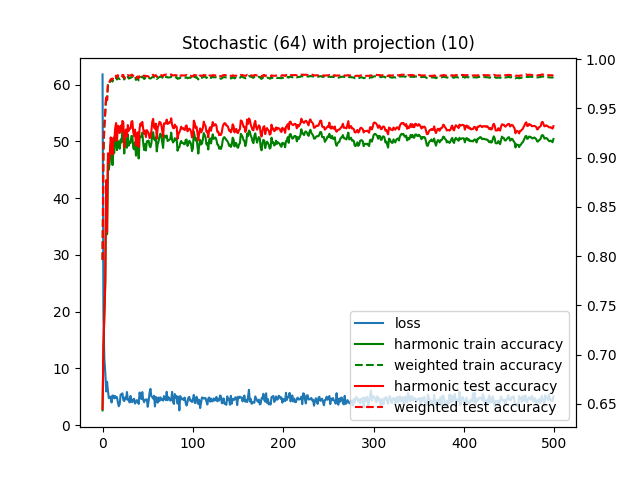 Stochastic (64) with projection (10)
60
50
40
30
20
10
0
1.00
0.95
0.90
0.85
0.80
0.75
0.70
0.65
loss
harmonic train accuracy
weighted train accuracy
harmonic test accuracy
weighted test accuracy
0 100 200 300 400 500